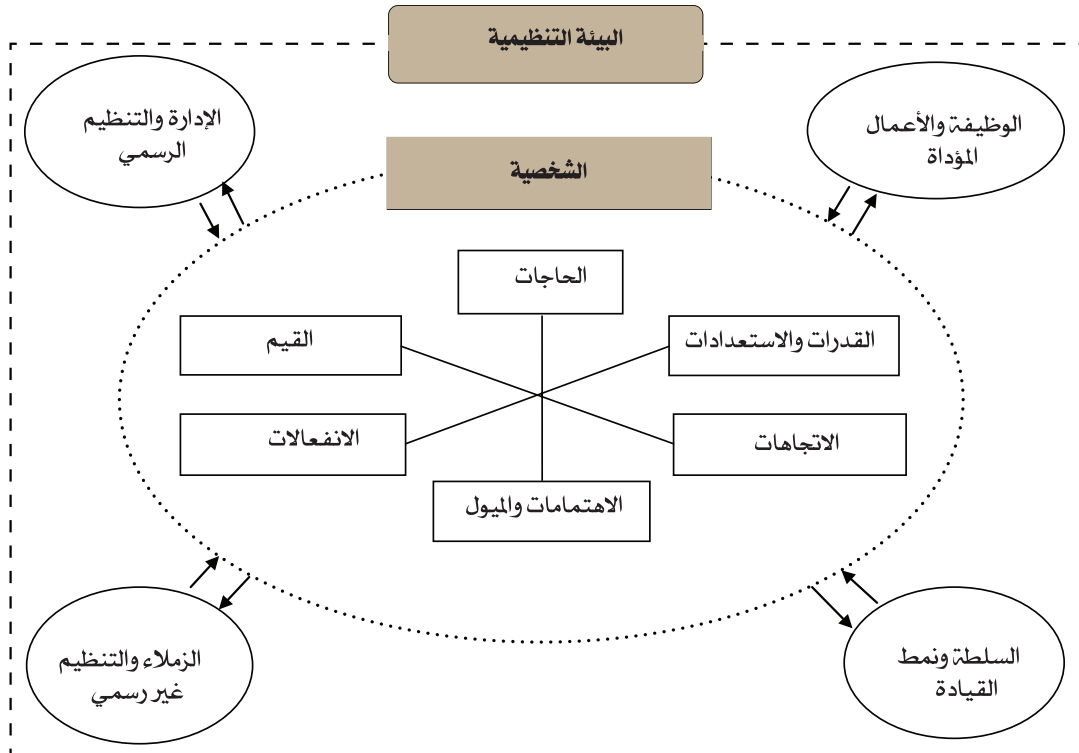 البيئة التنظيمية
الوظيفة والأعمال
المؤداة
الإدارة والتنظيم
الرسمي
الشخصية
الحاجات
القدرات والاستعدادات
القيم
الاتجاهات
الانفعالات
الاهتمامات والميول
السلطة ونمط
القيادة
الزملاء والتنظيم
غير رسمي